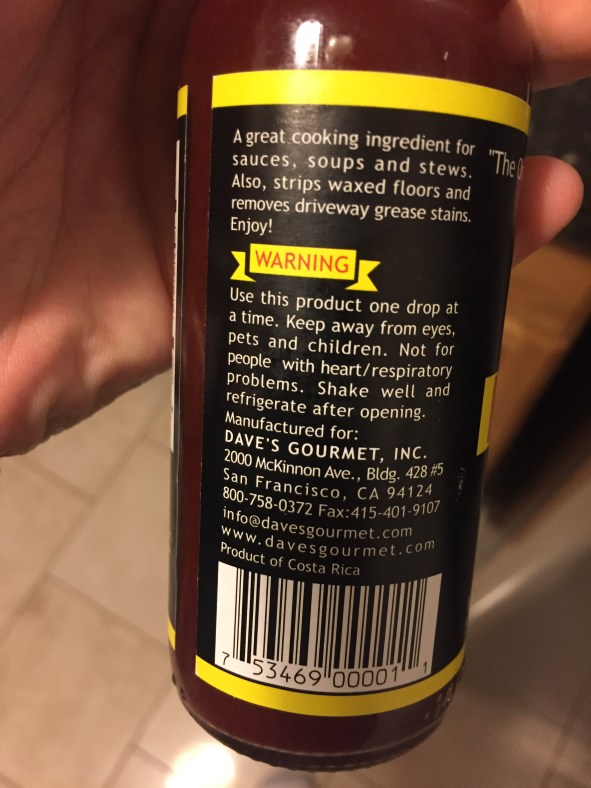 A great cooking ingredient for
sauces, soups and stews.
Also, strips waxed floors and
removes driveway grease stains.
Enjoy!
WARNING
Use this product one drop at
a time. Keep away from eyes,
pets and children. Not for
people with heart/respiratory
problems. Shake well and
refrigerate after opening.
Manufactured for:
DAVE'S GOURMET, INC.
2000 McKinnon Ave., Bldg. 428 #5
San Francisco, CA 94124
800-758-0372 Fax:415-401-9107
info@davesgourmet.com
www.davesgourmet.com
Product of Costa Rica
7 53469 00001 1
"The